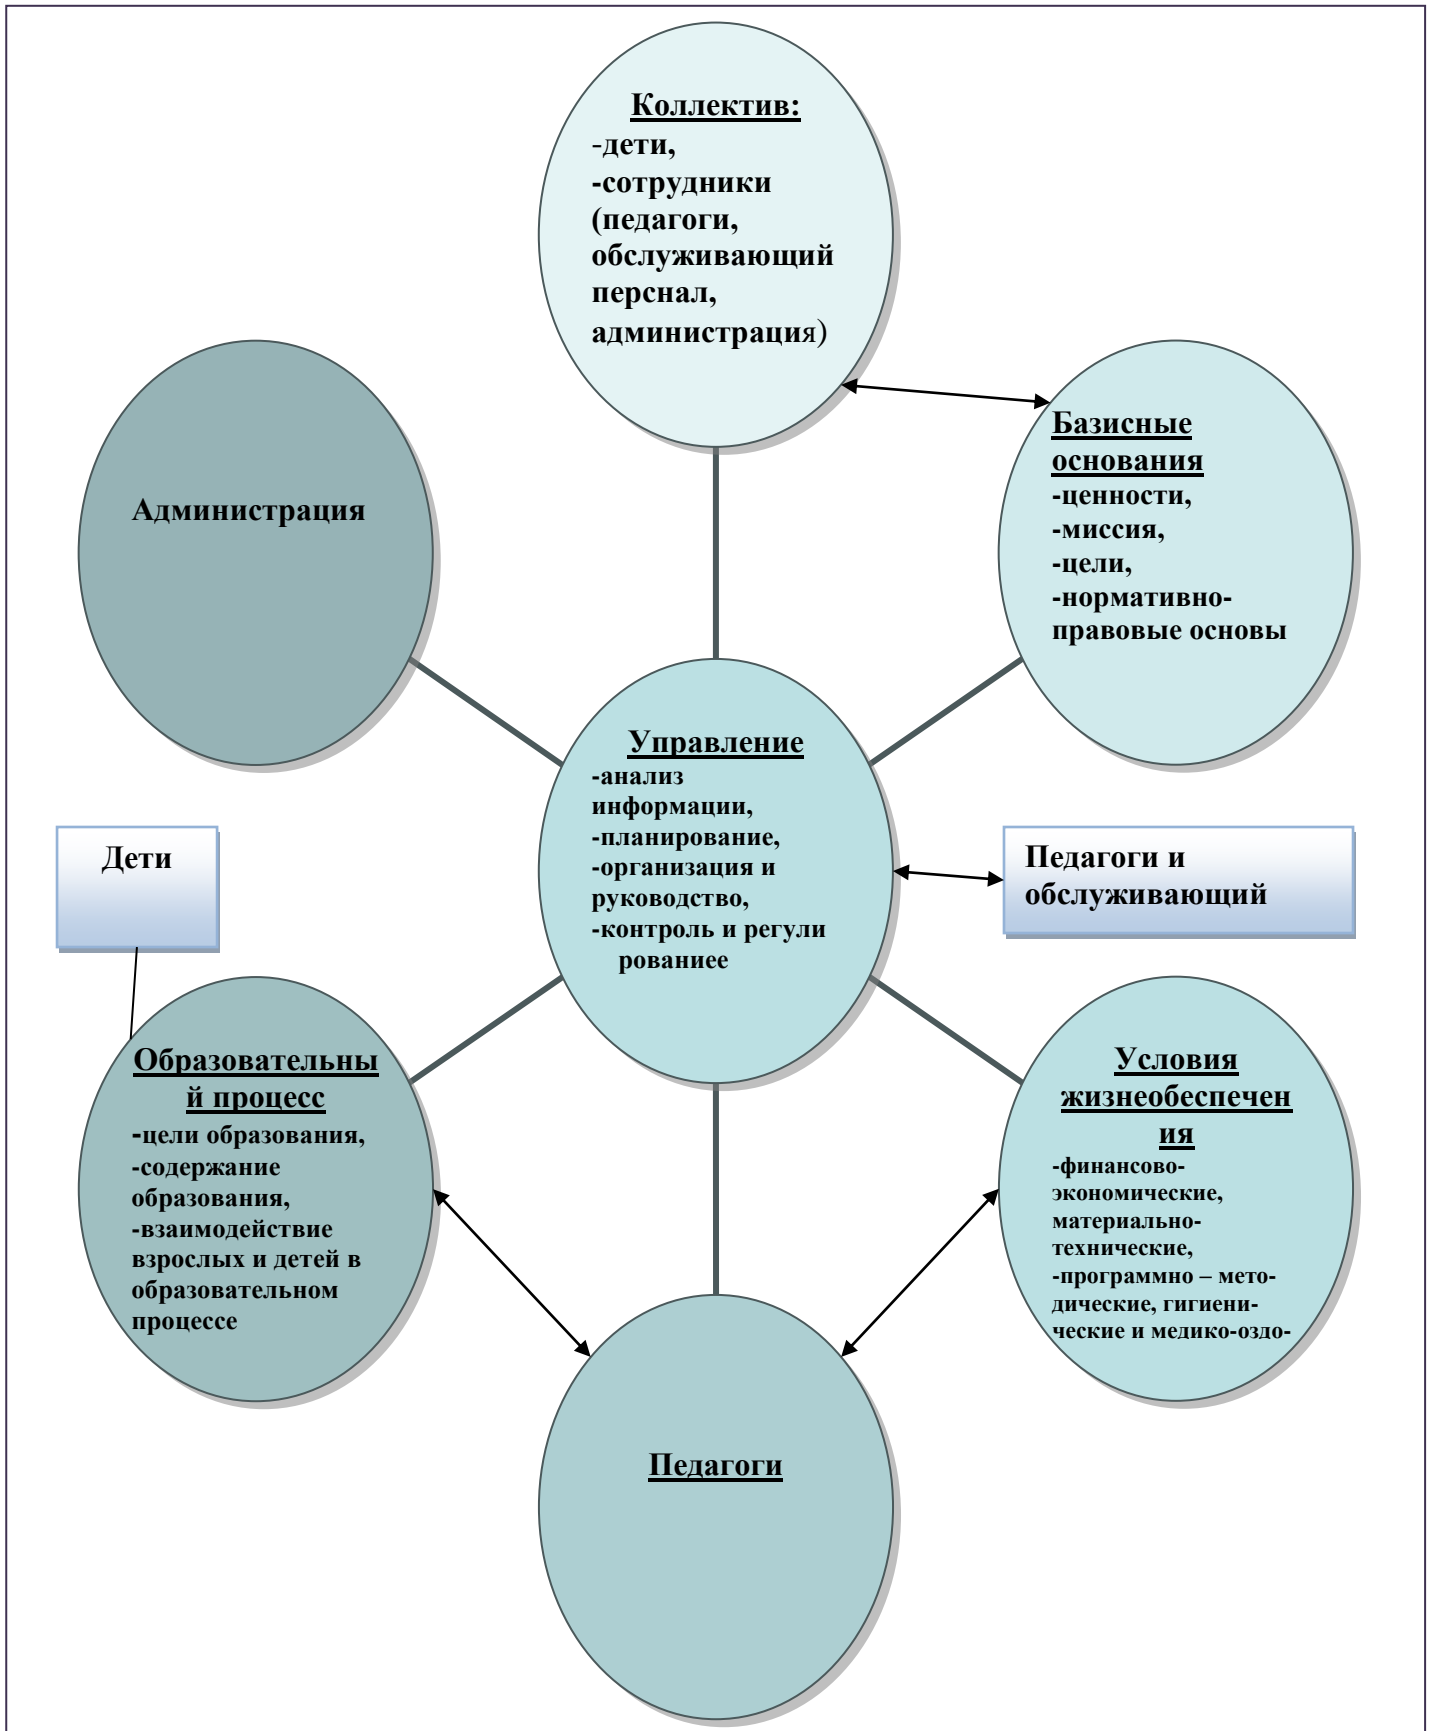 Коллектив:
-дети,
-сотрудники
(педагоги,
обслуживающий
перснал,
администрация)
Администрация
Базисные
основания
-ценности,
-миссия,
-цели,
-нормативно-
правовые основы
Управление
-анализ
информации,
-планирование,
-организация и
руководство,
-контроль и регули
рованиее
Дети
Педагоги и
обслуживающий
Образовательны
й процесс
-цели образования,
-содержание
образования,
-взаимодействие
взрослых и детей в
образовательном
процессе
Условия
жизнеобеспечен
ия
-финансово-
экономические,
материально-
технические,
-программно – мето-
дические, гигиени-
ческие и медико-оздо-
Педагоги